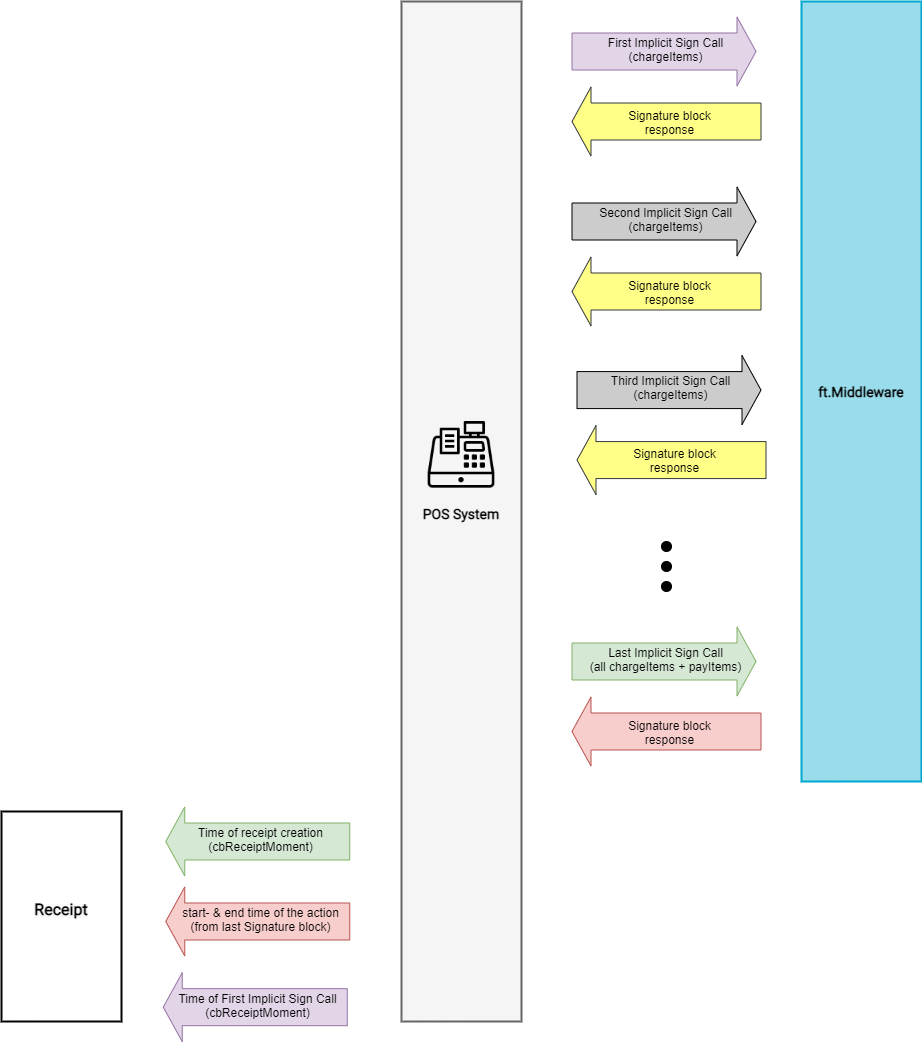 First Implicit Sign Call
(chargeItems)
Signature block
response
Second Implicit Sign Call
(chargeItems)
Signature block
response
Third Implicit Sign Call
(chargeItems)
ft.Middleware
Signature block
response
POS System
Last Implicit Sign Call
(all chargeItems + payItems)
Signature block
response
Time of receipt creation
(cbReceiptMoment)
Receipt
start- & end time of the action
(from last Signature block)
Time of First Implicit Sign Call
(cbReceiptMoment)